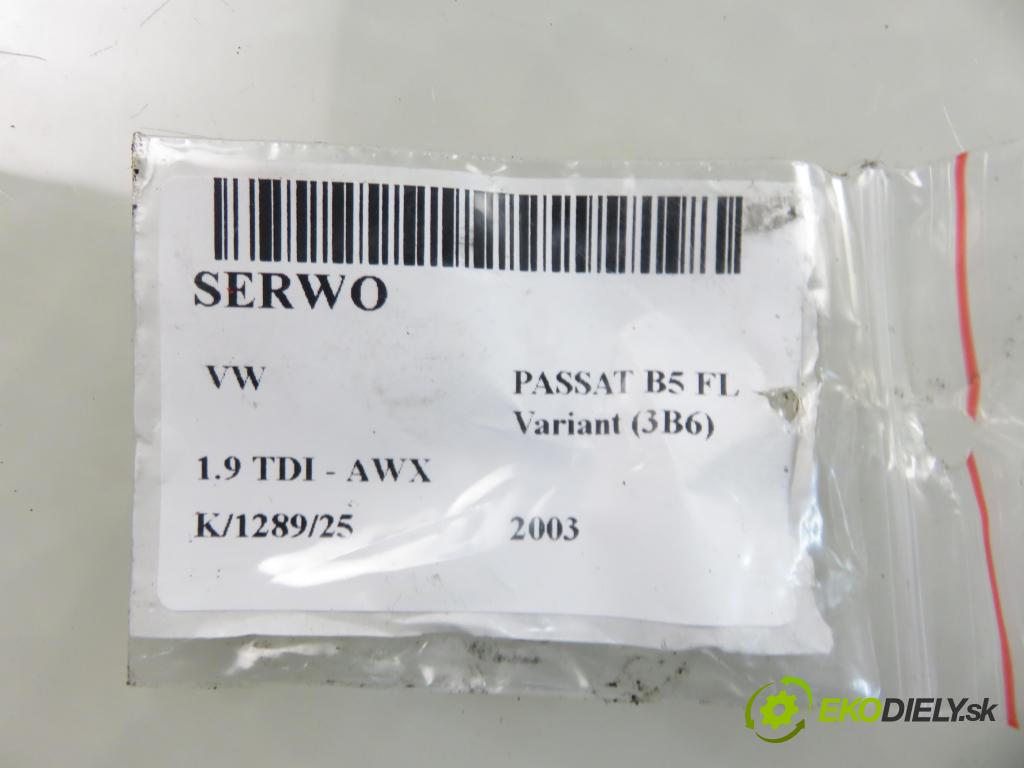 SERWO
VW
PASSAT B5 FL
Variant (3B6)
1.9 TDI - AWX
K/1289/25
2003
EKODIELY.sk